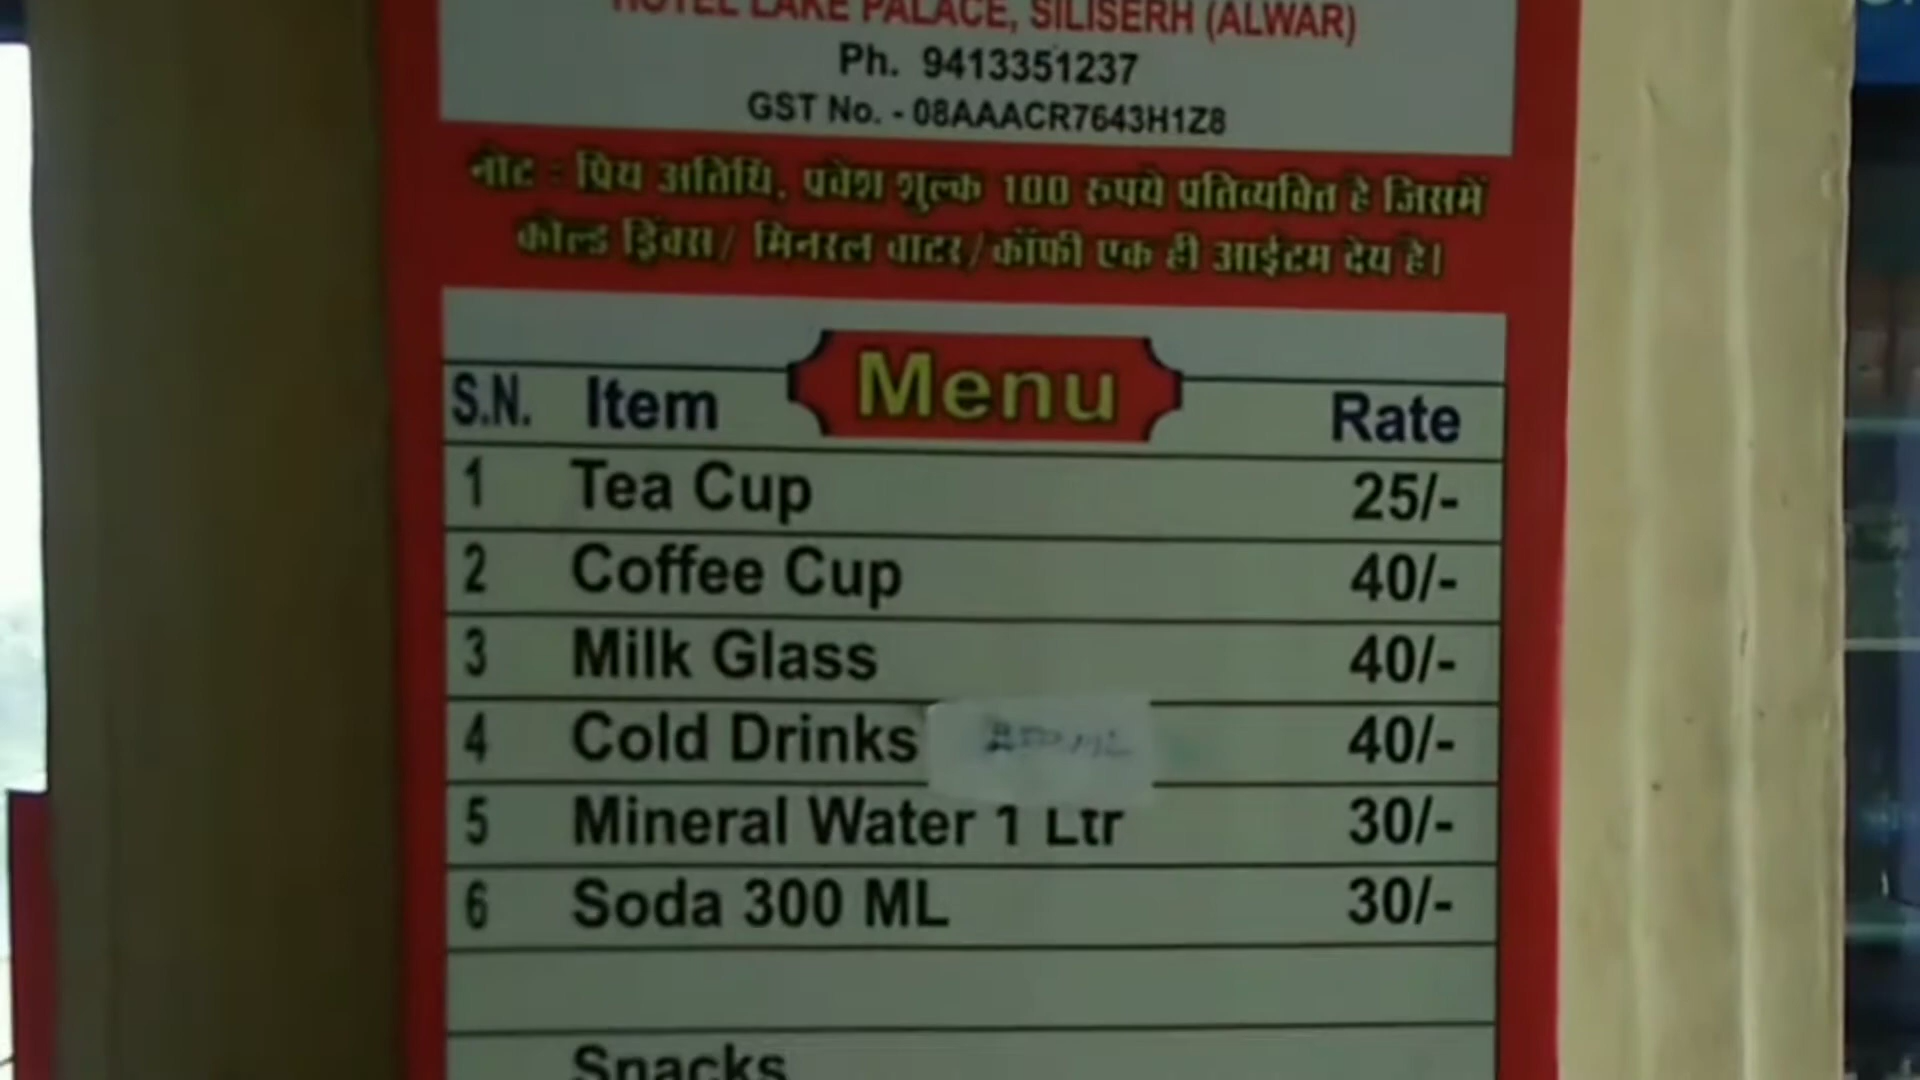 HOTEL LAKE PALACE, SILISERH (ALWAR)
Ph. 9413351237
GST No. - 08AAACR7643H1Z8
नोट : प्रिय अतिथि, प्रवेश शुल्क 100 रुपये प्रतिव्यक्ति है जिसमें
कोल्ड ड्रिंक्स/ मिनरल वाटर/कॉफी एक ही आईटम देय है।
Menu
S.N. Item Rate
1 Tea Cup 25/-
2 Coffee Cup 40/-
3 Milk Glass 40/-
4 Cold Drinks 40/-
5 Mineral Water 1 Ltr 30/-
6 Soda 300 ML 30/-
Snacks